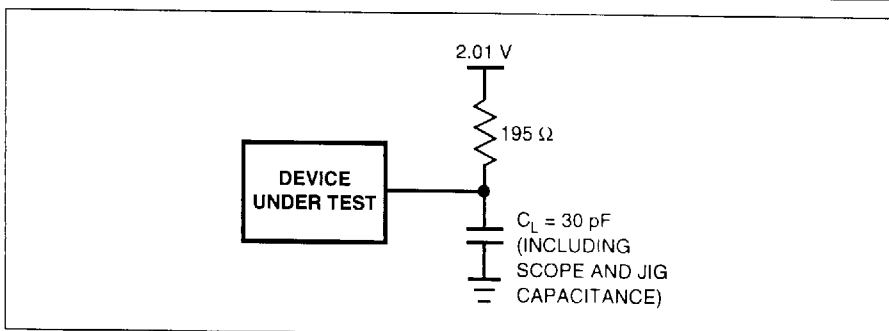 2.01 V
195 Ω
DEVICE
UNDER TEST
C_L = 30 pF
(INCLUDING
SCOPE AND JIG
CAPACITANCE)